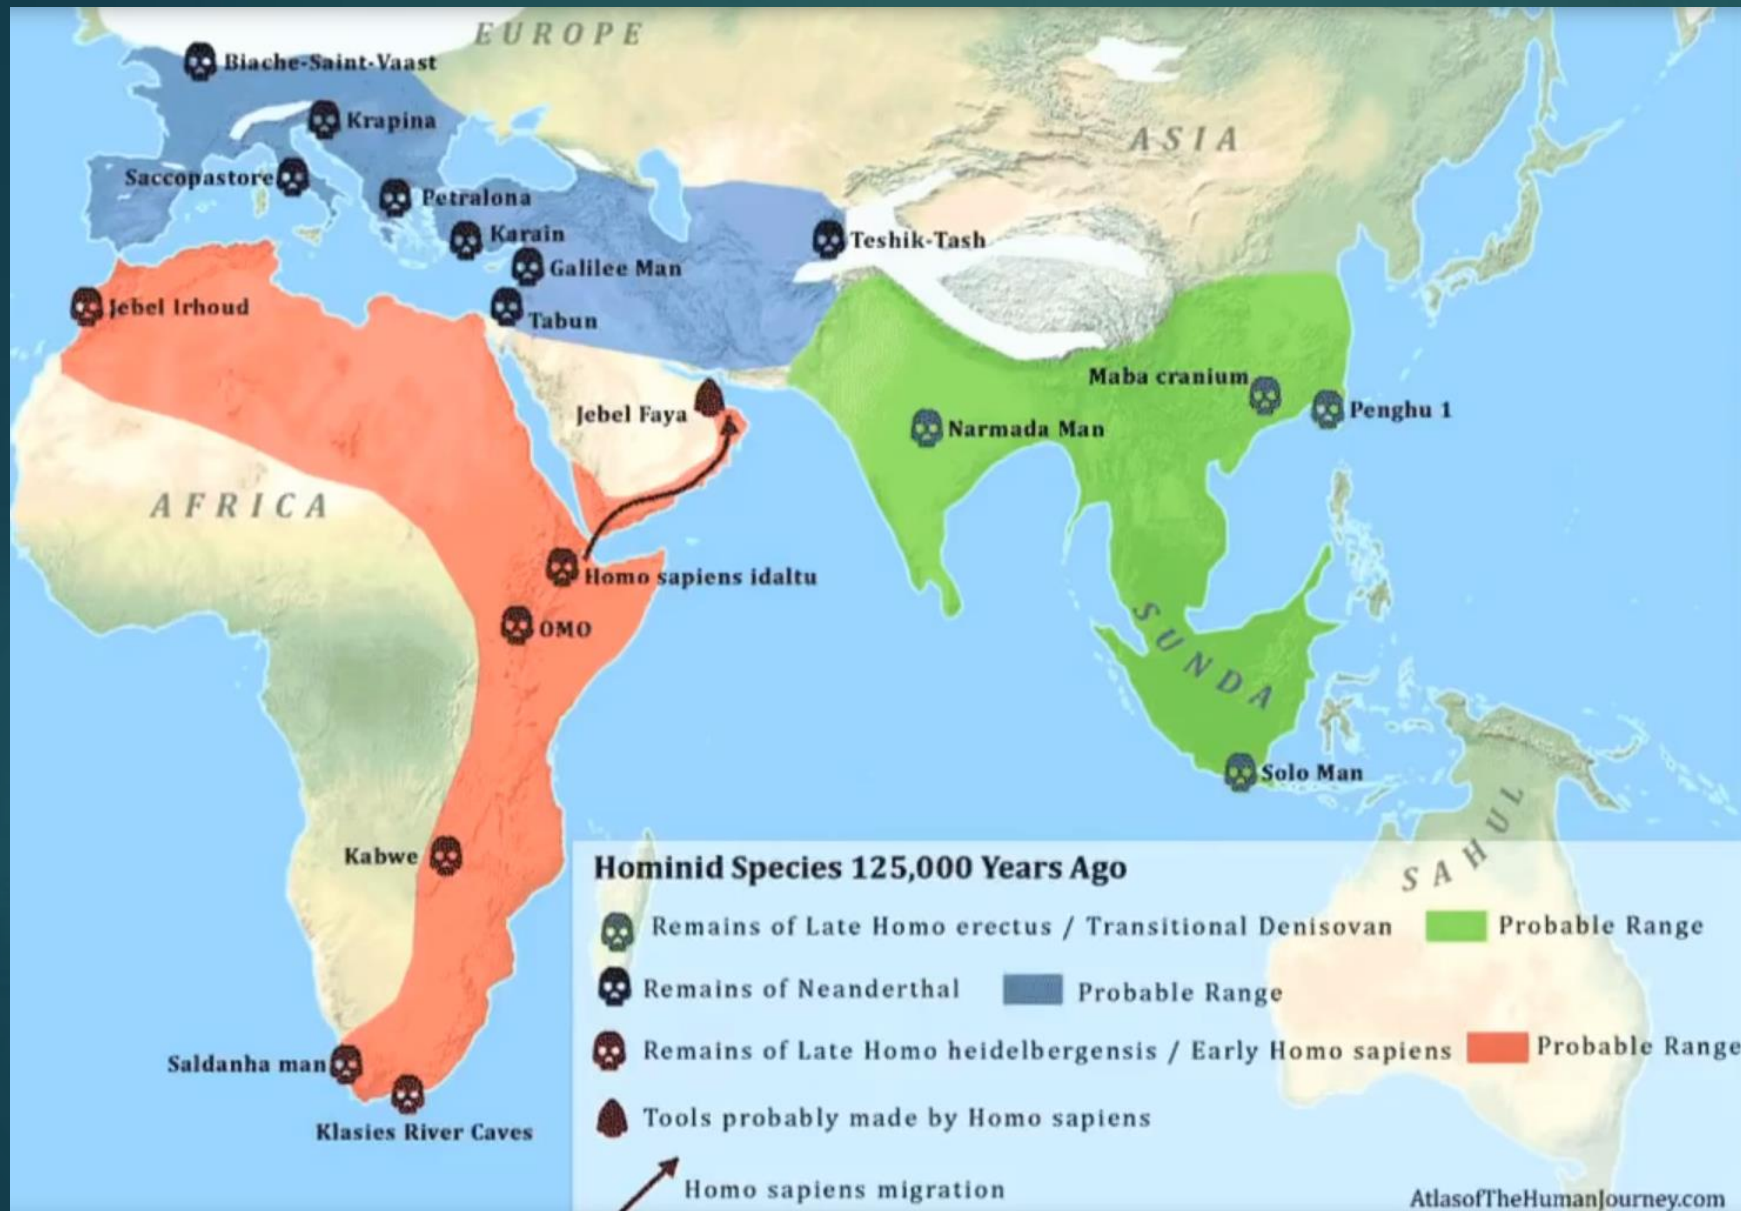 EUROPE
Biache-Saint-Vaast
Krapina
ASIA
Saccopastore
Petralona
Karain
Teshik-Tash
Galilee Man
Jebel Irhoud
Tabun
Maba cranium
Jebel Faya
Penghu 1
Narmada Man
AFRICA
Homo sapiens idaltu
OMO
SUNDA
Solo Man
SAHUL
Kabwe
Saldanha man
Klasies River Caves
Hominid Species 125,000 Years Ago
Remains of Late Homo erectus / Transitional Denisovan Probable Range
Remains of Neanderthal Probable Range
Remains of Late Homo heidelbergensis / Early Homo sapiens Probable Range
Tools probably made by Homo sapiens
Homo sapiens migration
AtlasofTheHumanJourney.com